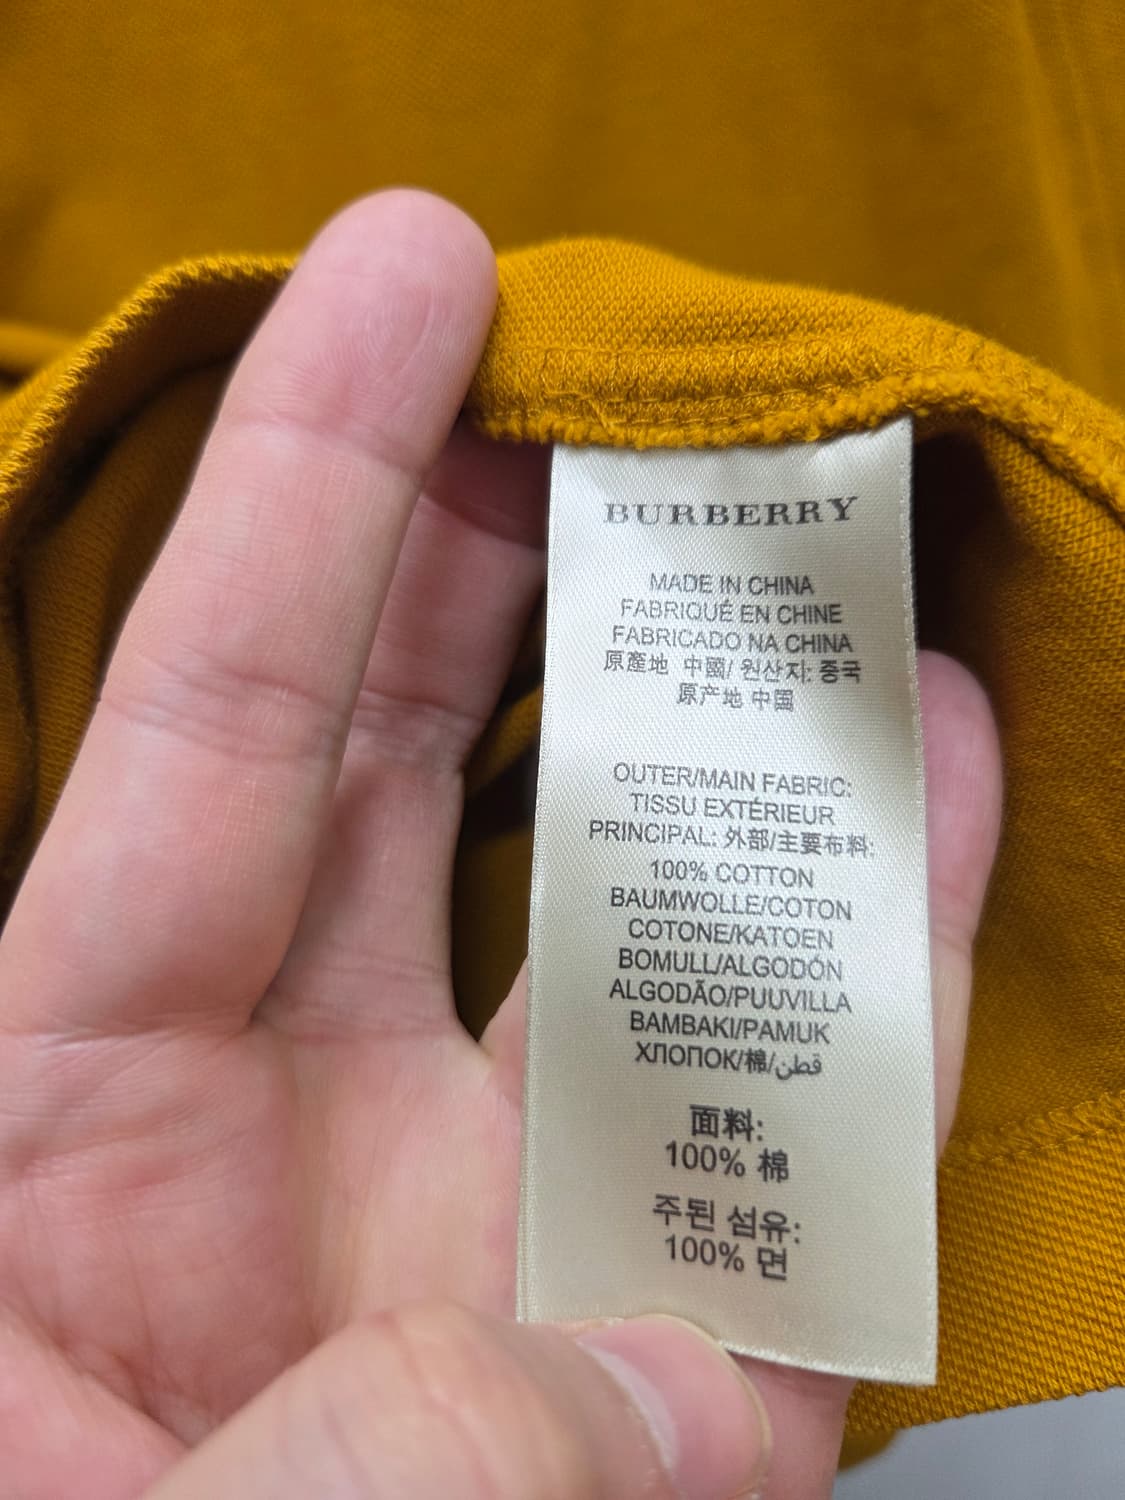 BURBERRY
MADE IN CHINA
FABRIQUÉ EN CHINE
FABRICADO NA CHINA
原產地 中國/ 원산지: 중국
原产地 中国
OUTER/MAIN FABRIC:
TISSU EXTÉRIEUR
PRINCIPAL: 外部/主要布料:
100% COTTON
BAUMWOLLE/COTON
COTONE/KATOEN
BOMULL/ALGODÓN
ALGODÃO/PUUVILLA
BAMBAKI/PAMUK
ХЛОПОК/棉/قطن
面料:
100% 棉
주된 섬유:
100% 면